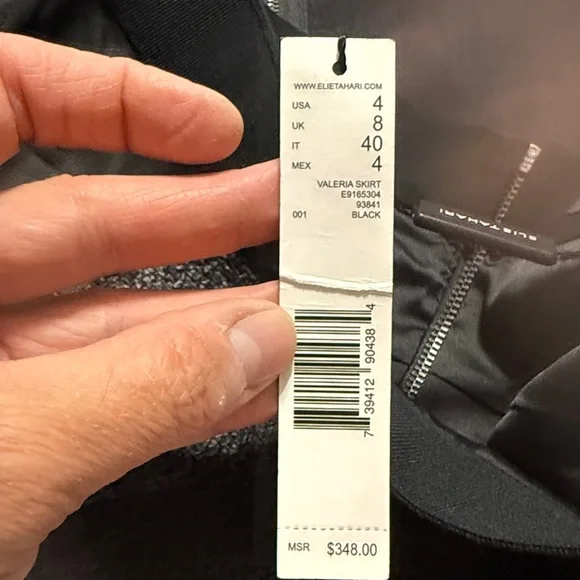 WWW.ELIETAHARI.COM
USA 4
UK 8
IT 40
MEX 4
VALERIA SKIRT
E9165304
93841
001 BLACK
7 39412 90438 4
MSR $348.00
ELIETAHARI